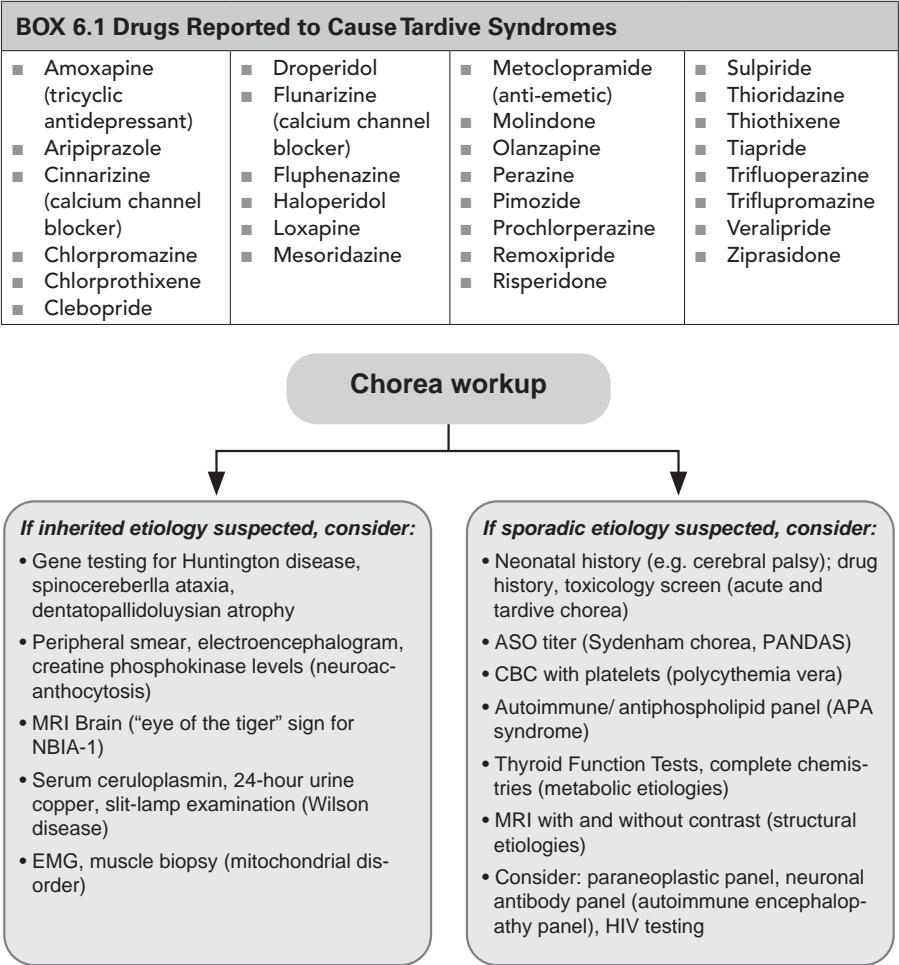 BOX 6.1 Drugs Reported to Cause Tardive Syndromes
■ Amoxapine
(tricyclic
antidepressant)
■ Aripiprazole
■ Cinnarizine
(calcium channel
blocker)
■ Chlorpromazine
■ Chlorprothixene
■ Clebopride
■ Droperidol
■ Flunarizine
(calcium channel
blocker)
■ Fluphenazine
■ Haloperidol
■ Loxapine
■ Mesoridazine
■ Metoclopramide
(anti-emetic)
■ Molindone
■ Olanzapine
■ Perazine
■ Pimozide
■ Prochlorperazine
■ Remoxipride
■ Risperidone
■ Sulpiride
■ Thioridazine
■ Thiothixene
■ Tiapride
■ Trifluoperazine
■ Triflupromazine
■ Veralipride
■ Ziprasidone
Chorea workup
If inherited etiology suspected, consider:
• Gene testing for Huntington disease,
spinocereberlla ataxia,
dentatopallidoluysian atrophy
• Peripheral smear, electroencephalogram,
creatine phosphokinase levels (neuroac-
anthocytosis)
• MRI Brain (“eye of the tiger” sign for
NBIA-1)
• Serum ceruloplasmin, 24-hour urine
copper, slit-lamp examination (Wilson
disease)
• EMG, muscle biopsy (mitochondrial dis-
order)
If sporadic etiology suspected, consider:
• Neonatal history (e.g. cerebral palsy); drug
history, toxicology screen (acute and
tardive chorea)
• ASO titer (Sydenham chorea, PANDAS)
• CBC with platelets (polycythemia vera)
• Autoimmune/ antiphospholipid panel (APA
syndrome)
• Thyroid Function Tests, complete chemis-
tries (metabolic etiologies)
• MRI with and without contrast (structural
etiologies)
• Consider: paraneoplastic panel, neuronal
antibody panel (autoimmune encephalop-
athy panel), HIV testing